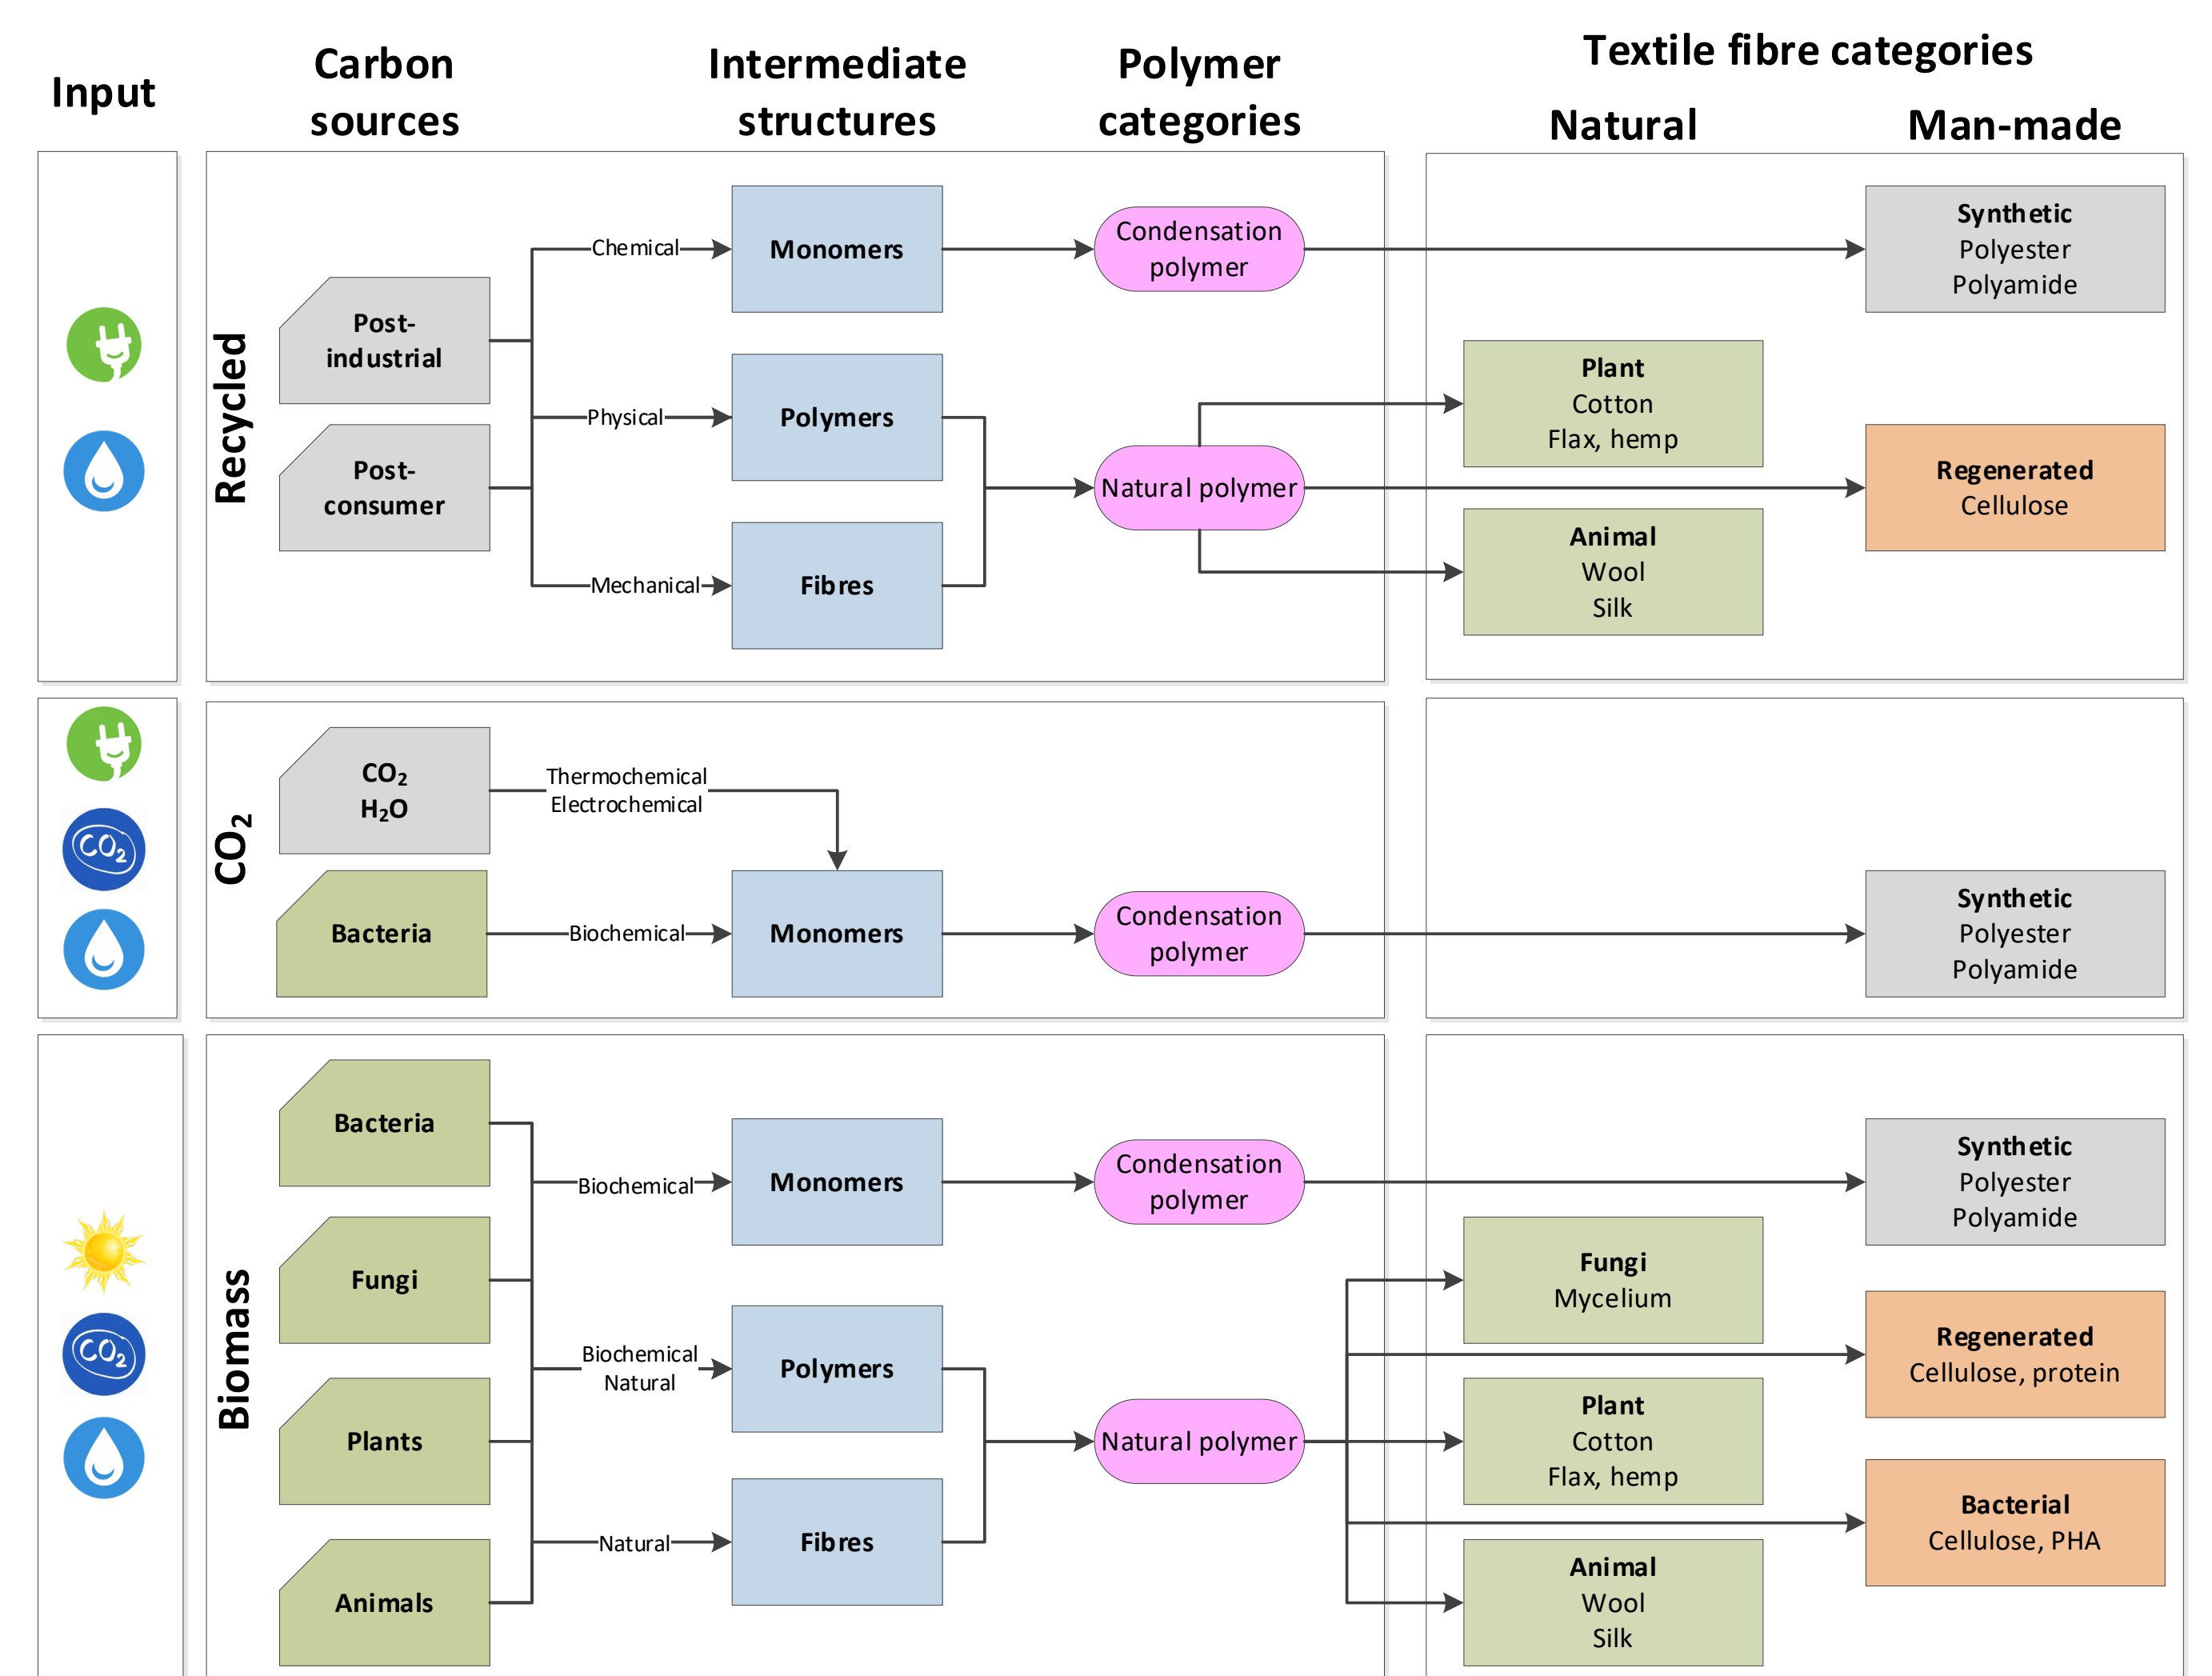 Input
Carbon
sources
Intermediate
structures
Polymer
categories
Textile fibre categories
Natural
Man-made
Recycled
Post-
industrial
Post-
consumer
Chemical
Physical
Mechanical
Monomers
Polymers
Fibres
Condensation
polymer
Natural polymer
Plant
Cotton
Flax, hemp
Animal
Wool
Silk
Synthetic
Polyester
Polyamide
Regenerated
Cellulose
CO2
CO₂
CO₂
H₂O
Bacteria
Thermochemical
Electrochemical
Biochemical
Monomers
Condensation
polymer
Synthetic
Polyester
Polyamide
CO2
Biomass
Bacteria
Fungi
Plants
Animals
Biochemical
Biochemical
Natural
Natural
Monomers
Polymers
Fibres
Condensation
polymer
Natural polymer
Fungi
Mycelium
Plant
Cotton
Flax, hemp
Animal
Wool
Silk
Synthetic
Polyester
Polyamide
Regenerated
Cellulose, protein
Bacterial
Cellulose, PHA